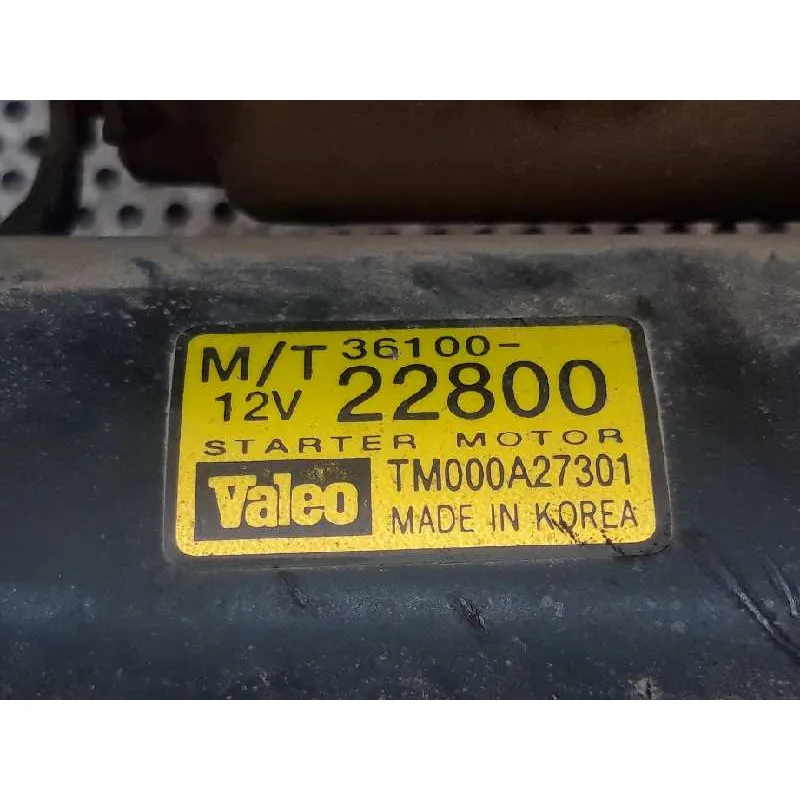 M/T 36100-
12V 22800
STARTER MOTOR
Valeo TM000A27301
MADE IN KOREA